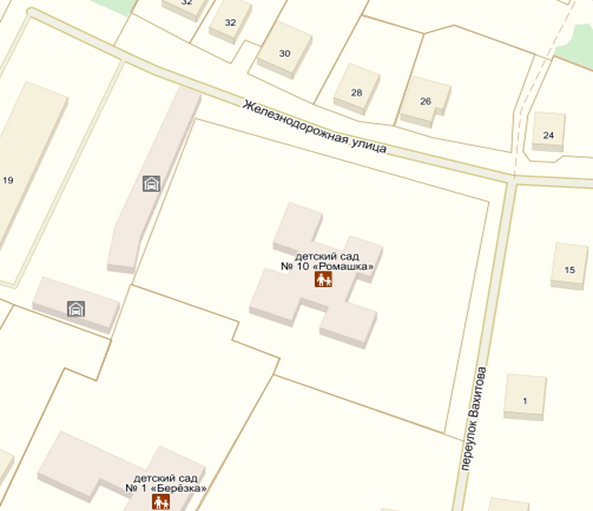 32
32
30
28
26
24
Железнодорожная улица
19
детский сад
№ 10 «Ромашка»
15
1
переулок Вахитова
детский сад
№ 1 «Берёзка»